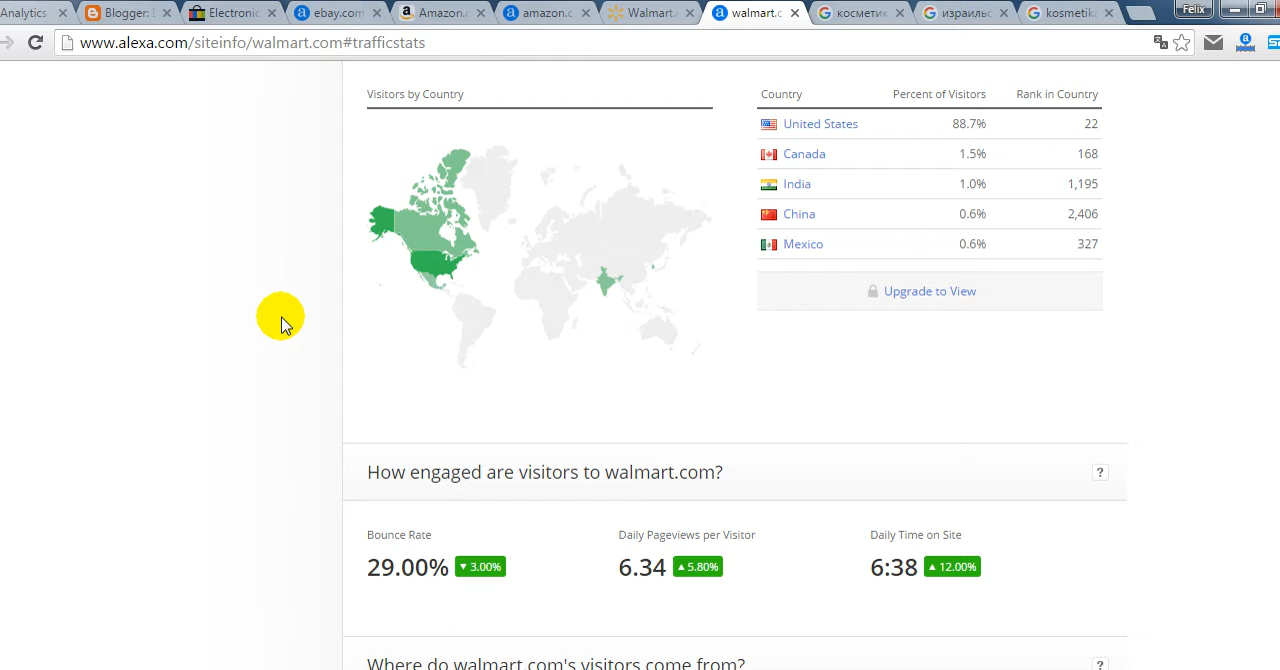 Analytics
Blogger: I
Electronic
ebay.com
Amazon.c
amazon.c
Walmart.
walmart.c
косметик
израильс
kosmetik
Felix
www.alexa.com/siteinfo/walmart.com#trafficstats
Visitors by Country
Country Percent of Visitors Rank in Country
United States 88.7% 22
Canada 1.5% 168
India 1.0% 1,195
China 0.6% 2,406
Mexico 0.6% 327
Upgrade to View
How engaged are visitors to walmart.com? ?
Bounce Rate Daily Pageviews per Visitor Daily Time on Site
29.00% 3.00% 6.34 5.80% 6:38 12.00%
Where do walmart.com's visitors come from? ?